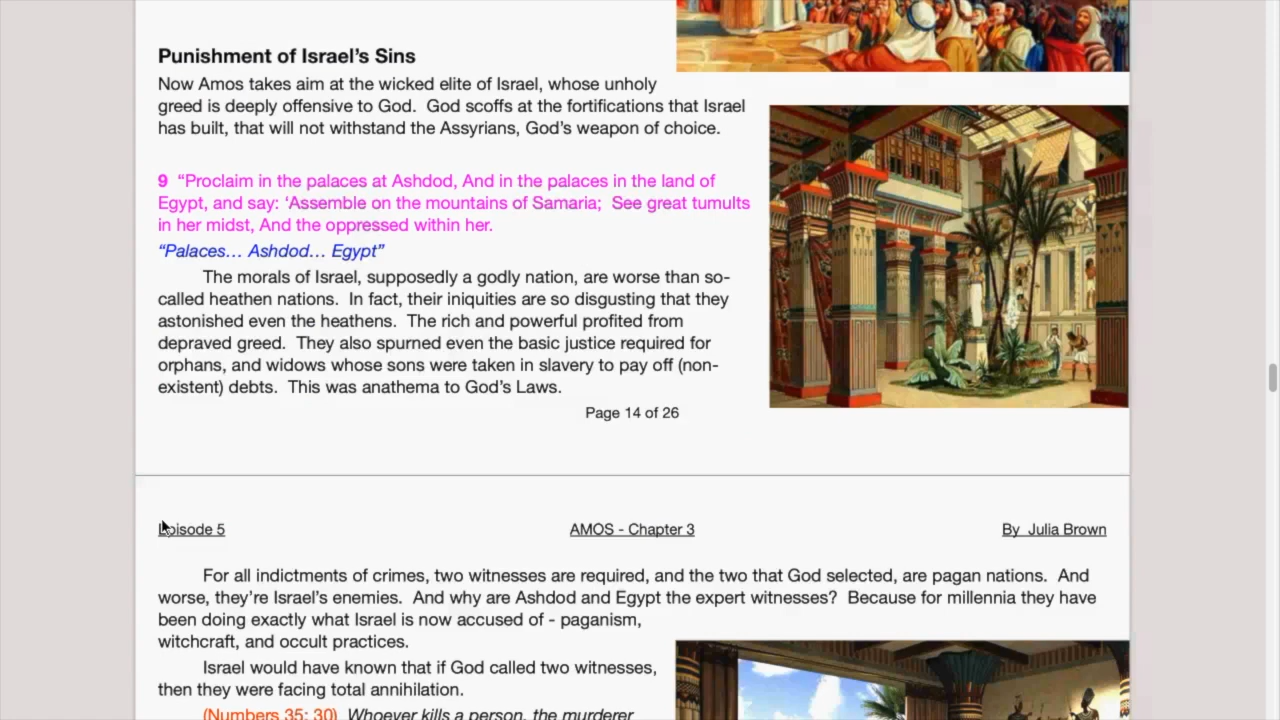 Punishment of Israel’s Sins
Now Amos takes aim at the wicked elite of Israel, whose unholy
greed is deeply offensive to God.  God scoffs at the fortifications that Israel
has built, that will not withstand the Assyrians, God’s weapon of choice.
9  “Proclaim in the palaces at Ashdod, And in the palaces in the land of
Egypt, and say: ‘Assemble on the mountains of Samaria;  See great tumults
in her midst, And the oppressed within her.
“Palaces… Ashdod… Egypt”
The morals of Israel, supposedly a godly nation, are worse than so-
called heathen nations.  In fact, their iniquities are so disgusting that they
astonished even the heathens.  The rich and powerful profited from
depraved greed.  They also spurned even the basic justice required for
orphans, and widows whose sons were taken in slavery to pay off (non-
existent) debts.  This was anathema to God’s Laws.
Page 14 of 26
Episode 5
AMOS - Chapter 3
By  Julia Brown
For all indictments of crimes, two witnesses are required, and the two that God selected, are pagan nations.  And
worse, they’re Israel’s enemies.  And why are Ashdod and Egypt the expert witnesses?  Because for millennia they have
been doing exactly what Israel is now accused of - paganism,
witchcraft, and occult practices.
Israel would have known that if God called two witnesses,
then they were facing total annihilation.
(Numbers 35: 30)  Whoever kills a person, the murderer